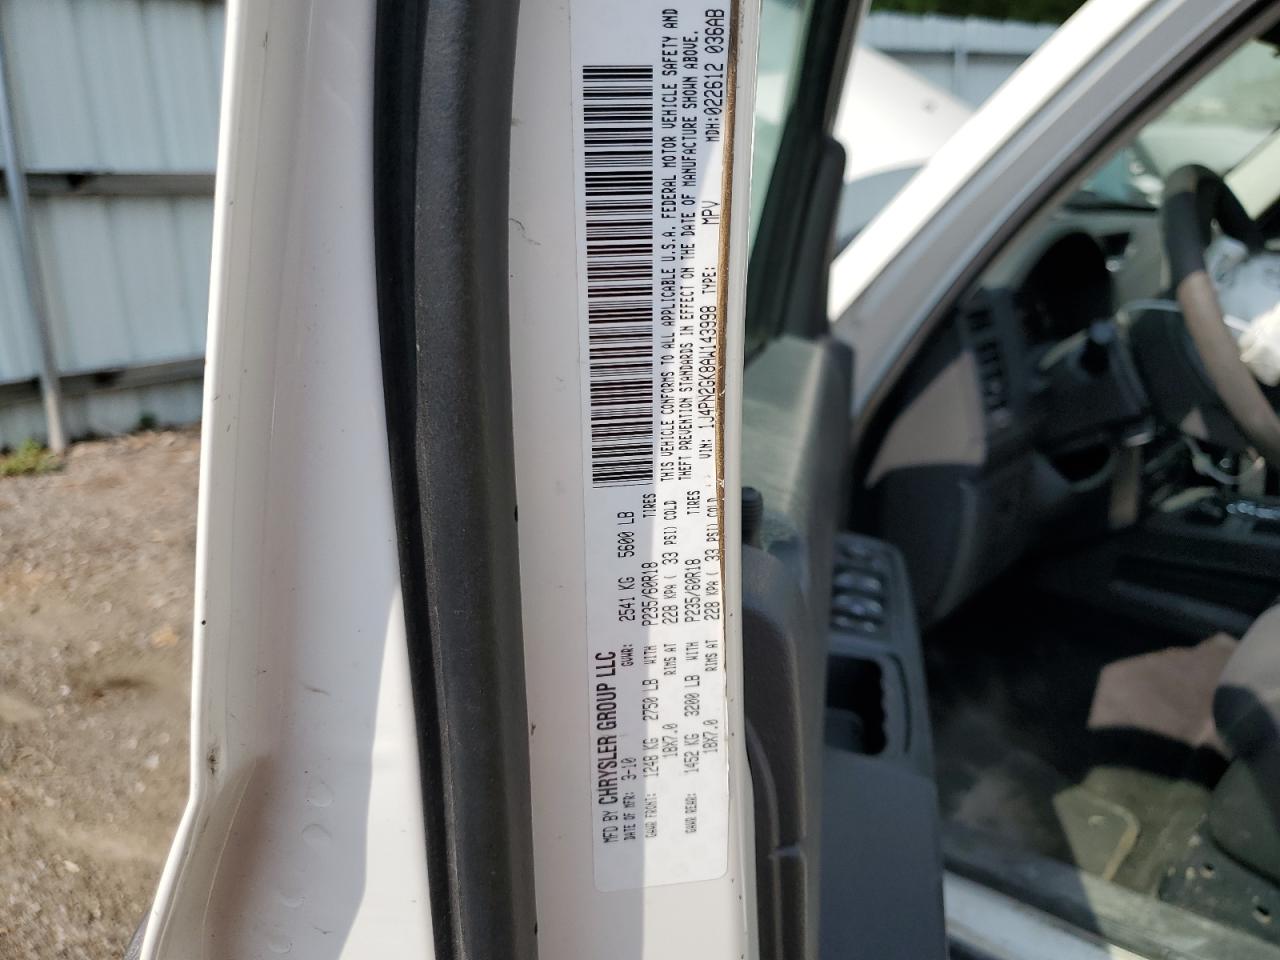 MFD BY CHRYSLER GROUP LLC
DATE OF MFR: 3-10 GVWR: 2541 KG 5600 LB
GAWR FRONT: 1248 KG 2750 LB WITH P235/60R18 TIRES
18X7.0 RIMS AT 228 KPA ( 33 PSI) COLD
GAWR REAR: 1452 KG 3200 LB WITH P235/60R18 TIRES
18X7.0 RIMS AT 228 KPA ( 33 PSI) COLD
THIS VEHICLE CONFORMS TO ALL APPLICABLE U.S.A. FEDERAL MOTOR VEHICLE SAFETY AND
THEFT PREVENTION STANDARDS IN EFFECT ON THE DATE OF MANUFACTURE SHOWN ABOVE.
VIN: 1J4PN2GK8AW143998 TYPE: MPV MDH:022612 036AB